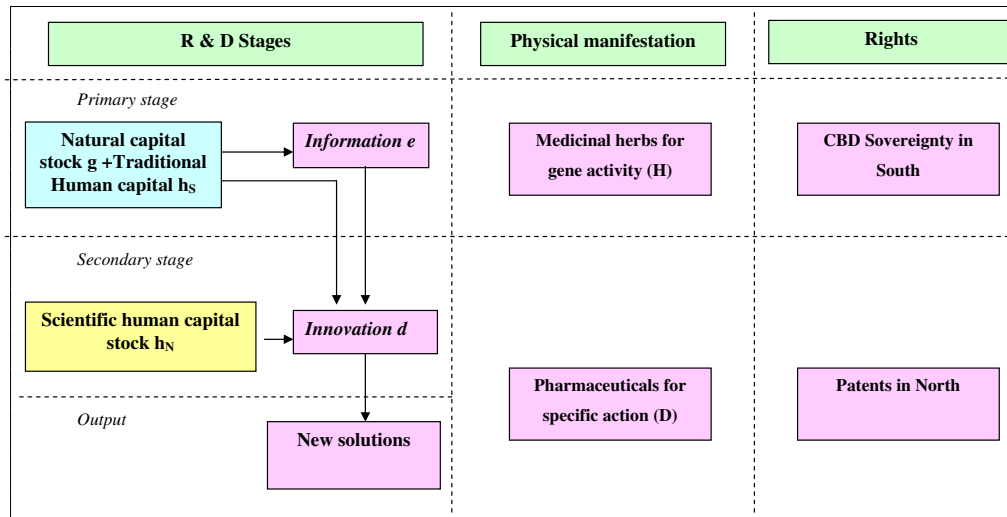 R & D Stages
Physical manifestation
Rights
Primary stage
Natural capital
stock g +Traditional
Human capital hS
Information e
Medicinal herbs for
gene activity (H)
CBD Sovereignty in
South
Secondary stage
Scientific human capital
stock hN
Innovation d
Pharmaceuticals for
specific action (D)
Patents in North
Output
New solutions